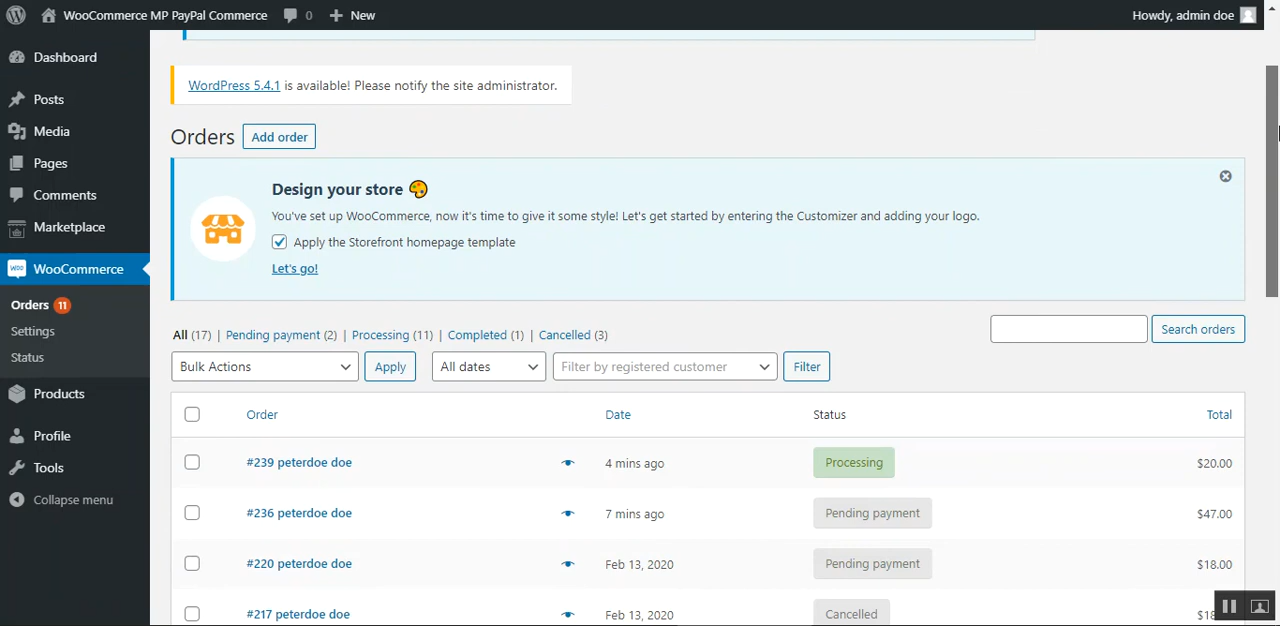 WooCommerce MP PayPal Commerce 0 New Howdy, admin doe
Dashboard
Posts
Media
Pages
Comments
Marketplace
WooCommerce
Orders 11
Settings
Status
Products
Profile
Tools
Collapse menu
WordPress 5.4.1 is available! Please notify the site administrator.
Orders Add order
Design your store
You've set up WooCommerce, now it's time to give it some style! Let's get started by entering the Customizer and adding your logo.
Apply the Storefront homepage template
Let's go!
All (17) | Pending payment (2) | Processing (11) | Completed (1) | Cancelled (3) Search orders
Bulk Actions Apply All dates Filter by registered customer Filter
Order Date Status Total
#239 peterdoe doe 4 mins ago Processing $20.00
#236 peterdoe doe 7 mins ago Pending payment $47.00
#220 peterdoe doe Feb 13, 2020 Pending payment $18.00
#217 peterdoe doe Feb 13, 2020 Cancelled